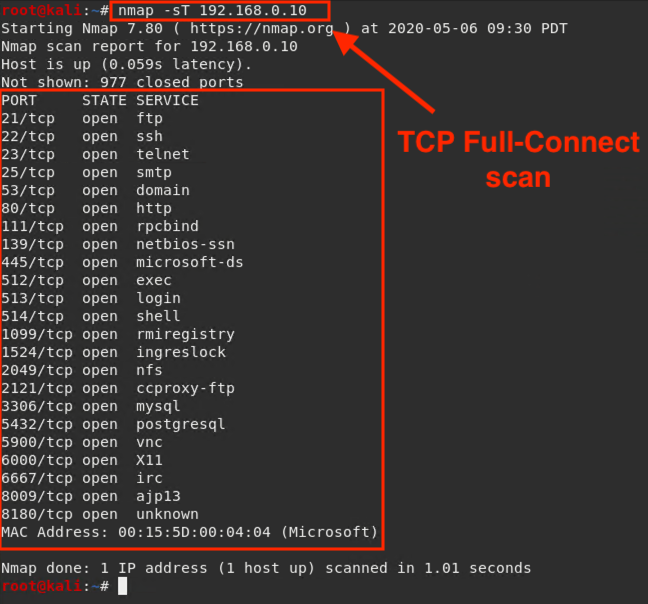 root@kali:~# nmap -sT 192.168.0.10
Starting Nmap 7.80 ( https://nmap.org ) at 2020-05-06 09:30 PDT
Nmap scan report for 192.168.0.10
Host is up (0.059s latency).
Not shown: 977 closed ports
PORT     STATE SERVICE
21/tcp   open  ftp
22/tcp   open  ssh
23/tcp   open  telnet
25/tcp   open  smtp
53/tcp   open  domain
80/tcp   open  http
111/tcp  open  rpcbind
139/tcp  open  netbios-ssn
445/tcp  open  microsoft-ds
512/tcp  open  exec
513/tcp  open  login
514/tcp  open  shell
1099/tcp open  rmiregistry
1524/tcp open  ingreslock
2049/tcp open  nfs
2121/tcp open  ccproxy-ftp
3306/tcp open  mysql
5432/tcp open  postgresql
5900/tcp open  vnc
6000/tcp open  X11
6667/tcp open  irc
8009/tcp open  ajp13
8180/tcp open  unknown
MAC Address: 00:15:5D:00:04:04 (Microsoft)
Nmap done: 1 IP address (1 host up) scanned in 1.01 seconds
root@kali:~#
TCP Full-Connect
scan